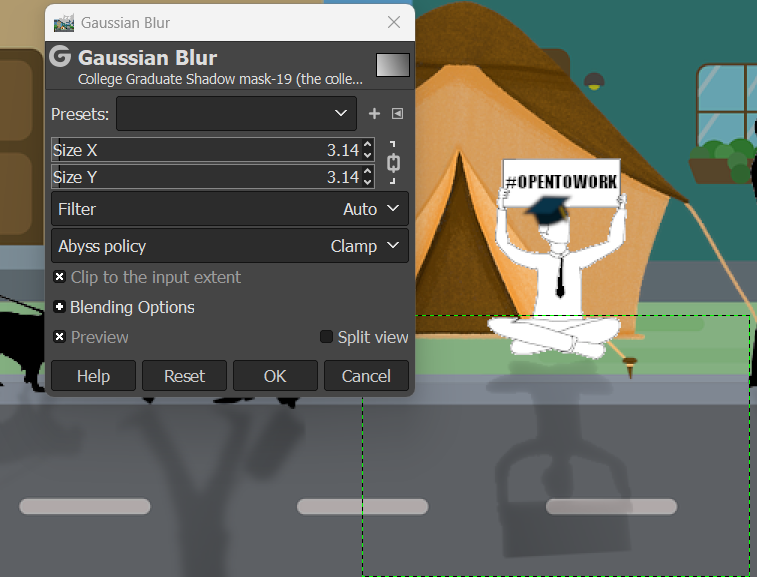 Gaussian Blur
Gaussian Blur
College Graduate Shadow mask-19 (the colle...
Presets:
Size X 3.14
Size Y 3.14
Filter Auto
Abyss policy Clamp
Clip to the input extent
Blending Options
Preview Split view
Help Reset OK Cancel
#OPENTOWORK